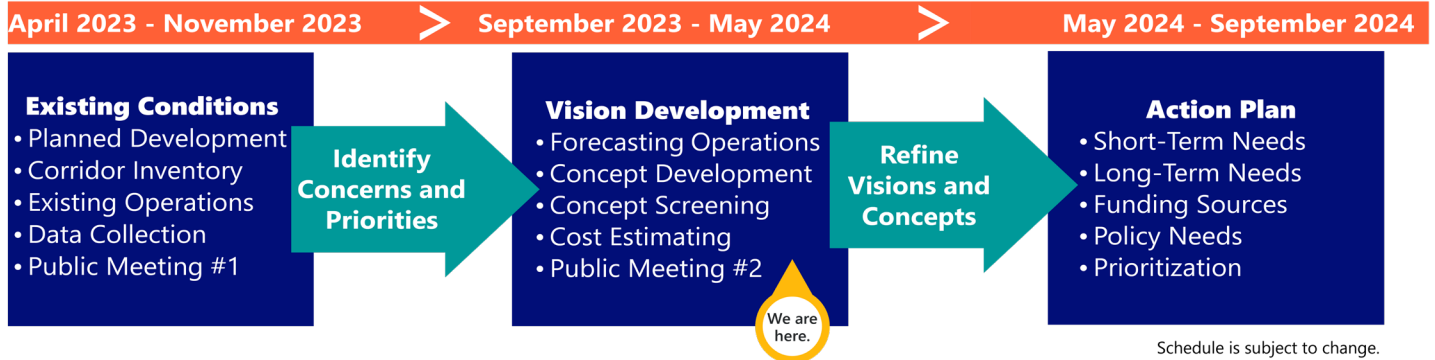 April 2023 - November 2023 > September 2023 - May 2024 > May 2024 - September 2024
Existing Conditions
• Planned Development
• Corridor Inventory
• Existing Operations
• Data Collection
• Public Meeting #1
Identify
Concerns and
Priorities
Vision Development
• Forecasting Operations
• Concept Development
• Concept Screening
• Cost Estimating
• Public Meeting #2
We are
here.
Refine
Visions and
Concepts
Action Plan
• Short-Term Needs
• Long-Term Needs
• Funding Sources
• Policy Needs
• Prioritization
Schedule is subject to change.